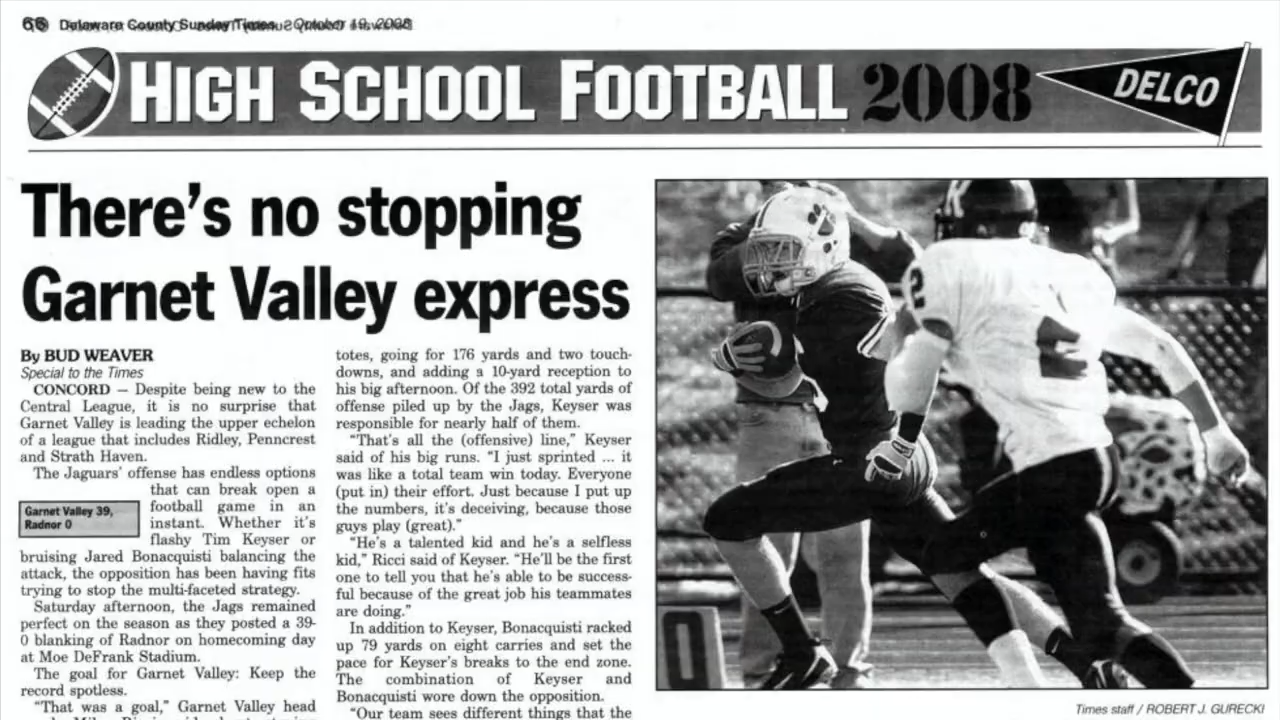 66 Delaware County Sunday Times October 19, 2008
HIGH SCHOOL FOOTBALL 2008
DELCO
There's no stopping
Garnet Valley express
By BUD WEAVER
Special to the Times
CONCORD — Despite being new to the
Central League, it is no surprise that
Garnet Valley is leading the upper echelon
of a league that includes Ridley, Penncrest
and Strath Haven.
The Jaguars' offense has endless options
that can break open a
football game in an
instant. Whether it's
flashy Tim Keyser or
Garnet Valley 39,
Radnor 0
bruising Jared Bonacquisti balancing the
attack, the opposition has been having fits
trying to stop the multi-faceted strategy.
Saturday afternoon, the Jags remained
perfect on the season as they posted a 39-
0 blanking of Radnor on homecoming day
at Moe DeFrank Stadium.
The goal for Garnet Valley: Keep the
record spotless.
"That was a goal," Garnet Valley head
totes, going for 176 yards and two touch-
downs, and adding a 10-yard reception to
his big afternoon. Of the 392 total yards of
offense piled up by the Jags, Keyser was
responsible for nearly half of them.
"That's all the (offensive) line," Keyser
said of his big runs. "I just sprinted ... it
was like a total team win today. Everyone
(put in) their effort. Just because I put up
the numbers, it's deceiving, because those
guys play (great)."
"He's a talented kid and he's a selfless
kid," Ricci said of Keyser. "He'll be the first
one to tell you that he's able to be success-
ful because of the great job his teammates
are doing."
In addition to Keyser, Bonacquisti racked
up 79 yards on eight carries and set the
pace for Keyser's breaks to the end zone.
The combination of Keyser and
Bonacquisti wore down the opposition.
"Our team sees different things that the
2
2
0
Times staff / ROBERT J. GURECKI